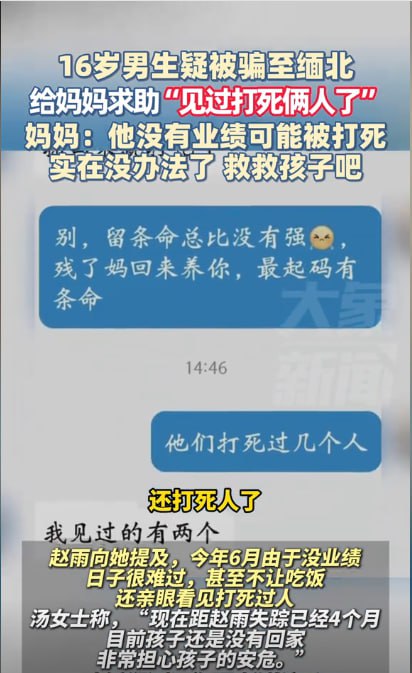 16岁男生疑被骗至缅北
给妈妈求助“见过打死俩人了”
妈妈：他没有业绩可能被打死
实在没办法了 救救孩子吧
别，留条命总比没有强😖，
残了妈回来养你，最起码有
条命
大象
新闻
14:46
他们打死过几个人
还打死人了
我见过的有两个
赵雨向她提及，今年6月由于没业绩
日子很难过，甚至不让吃饭
还亲眼看见打死过人
汤女士称，“现在距赵雨失踪已经4个月
目前孩子还是没有回家
非常担心孩子的安危。”